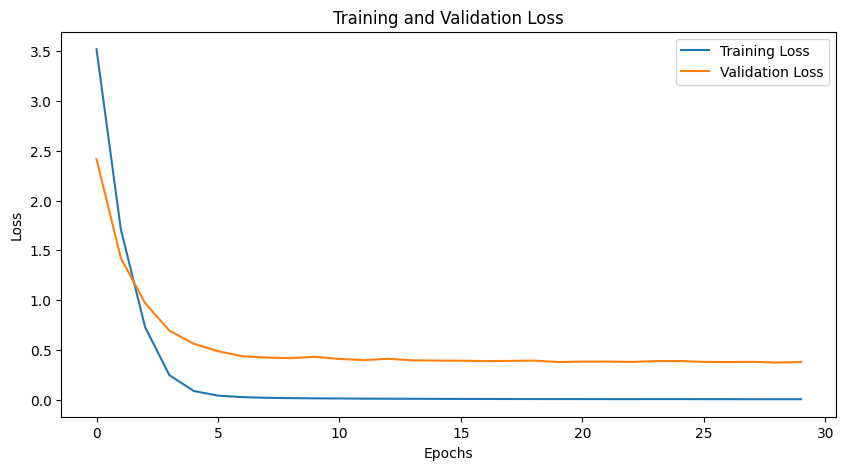 Training and Validation Loss
Training Loss
Validation Loss
Loss
3.5
3.0
2.5
2.0
1.5
1.0
0.5
0.0
0 5 10 15 20 25 30
Epochs